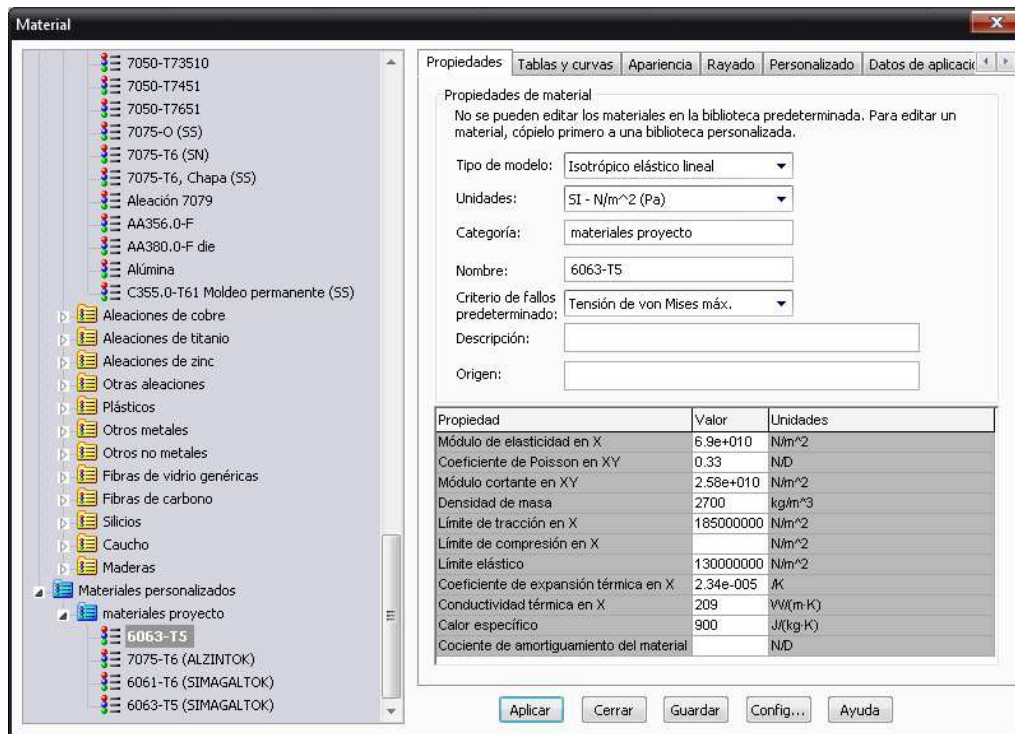 Material
7050-T73510
7050-T7451
7050-T7651
7075-O (SS)
7075-T6 (SN)
7075-T6, Chapa (SS)
Aleación 7079
AA356.0-F
AA380.0-F die
Alúmina
C355.0-T61 Moldeo permanente (SS)
Aleaciones de cobre
Aleaciones de titanio
Aleaciones de zinc
Otras aleaciones
Plásticos
Otros metales
Otros no metales
Fibras de vidrio genéricas
Fibras de carbono
Silicios
Caucho
Maderas
Materiales personalizados
materiales proyecto
6063-T5
7075-T6 (ALZINTOK)
6061-T6 (SIMAGALTOK)
6063-T5 (SIMAGALTOK)
Propiedades Tablas y curvas Apariencia Rayado Personalizado Datos de aplicació
Propiedades de material
No se pueden editar los materiales en la biblioteca predeterminada. Para editar un
material, cópielo primero a una biblioteca personalizada.
Tipo de modelo: Isotrópico elástico lineal
Unidades: SI - N/m^2 (Pa)
Categoría: materiales proyecto
Nombre: 6063-T5
Criterio de fallos
predeterminado: Tensión de von Mises máx.
Descripción:
Origen:
Propiedad Valor Unidades
Módulo de elasticidad en X 6.9e+010 N/m^2
Coeficiente de Poisson en XY 0.33 N/D
Módulo cortante en XY 2.58e+010 N/m^2
Densidad de masa 2700 kg/m^3
Límite de tracción en X 185000000 N/m^2
Límite de compresión en X N/m^2
Límite elástico 130000000 N/m^2
Coeficiente de expansión térmica en X 2.34e-005 /K
Conductividad térmica en X 209 W/(m·K)
Calor específico 900 J/(kg·K)
Cociente de amortiguamiento del material N/D
Aplicar Cerrar Guardar Config... Ayuda